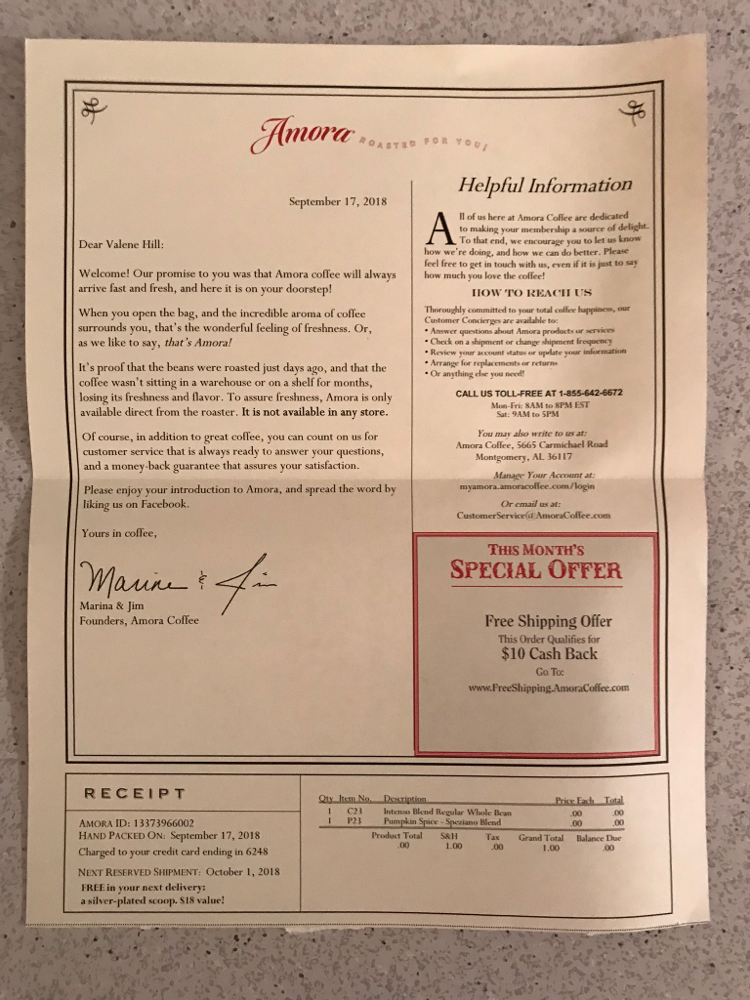 Amora ROASTED FOR YOU!
September 17, 2018
Dear Valene Hill:
Welcome! Our promise to you was that Amora coffee will always
arrive fast and fresh, and here it is on your doorstep!
When you open the bag, and the incredible aroma of coffee
surrounds you, that's the wonderful feeling of freshness. Or,
as we like to say, that's Amora!
It's proof that the beans were roasted just days ago, and that the
coffee wasn't sitting in a warehouse or on a shelf for months,
losing its freshness and flavor. To assure freshness, Amora is only
available direct from the roaster. It is not available in any store.
Of course, in addition to great coffee, you can count on us for
customer service that is always ready to answer your questions,
and a money-back guarantee that assures your satisfaction.
Please enjoy your introduction to Amora, and spread the word by
liking us on Facebook.
Yours in coffee,
Marina & Jim
Marina & Jim
Founders, Amora Coffee
Helpful Information
All of us here at Amora Coffee are dedicated
to making your membership a source of delight.
To that end, we encourage you to let us know
how we're doing, and how we can do better. Please
feel free to get in touch with us, even if it is just to say
how much you love the coffee!
HOW TO REACH US
Thoroughly committed to your total coffee happiness, our
Customer Concierges are available to:
• Answer questions about Amora products or services
• Check on a shipment or change shipment frequency
• Review your account status or update your information
• Arrange for replacements or returns
• Or anything else you need!
CALL US TOLL-FREE AT 1-855-642-6672
Mon-Fri: 8AM to 8PM EST
Sat: 9AM to 5PM
You may also write to us at:
Amora Coffee, 5665 Carmichael Road
Montgomery, AL 36117
Manage Your Account at:
myamora.amoracoffee.com/login
Or email us at:
CustomerService@AmoraCoffee.com
THIS MONTH'S
SPECIAL OFFER
Free Shipping Offer
This Order Qualifies for
$10 Cash Back
Go To:
www.FreeShipping.AmoraCoffee.com
RECEIPT
AMORA ID: 13373966002
HAND PACKED ON: September 17, 2018
Charged to your credit card ending in 6248
NEXT RESERVED SHIPMENT: October 1, 2018
FREE in your next delivery:
a silver-plated scoop. $18 value!
Qty Item No. Description Price Each Total
1 C23 Intenso Blend Regular Whole Bean .00 .00
1 P23 Pumpkin Spice - Speziano Blend .00 .00
Product Total S&H Tax Grand Total Balance Due
.00 1.00 .00 1.00 .00